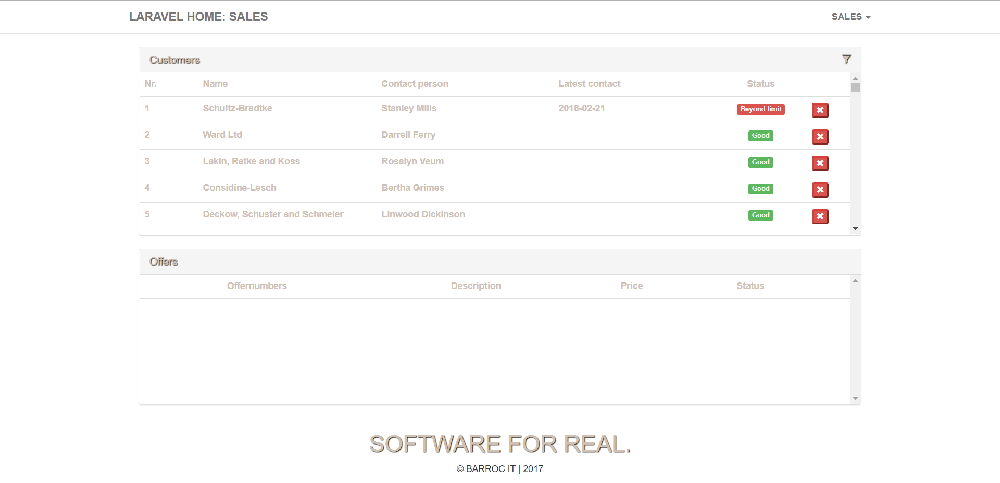 LARAVEL HOME: SALES SALES
Customers
Nr. Name Contact person Latest contact Status
1 Schultz-Bradtke Stanley Mills 2018-02-21 Beyond limit
2 Ward Ltd Darrell Ferry Good
3 Lakin, Ratke and Koss Rosalyn Veum Good
4 Considine-Lesch Bertha Grimes Good
5 Deckow, Schuster and Schmeler Linwood Dickinson Good
Offers
Offernumbers Description Price Status
SOFTWARE FOR REAL.
© BARROC IT | 2017